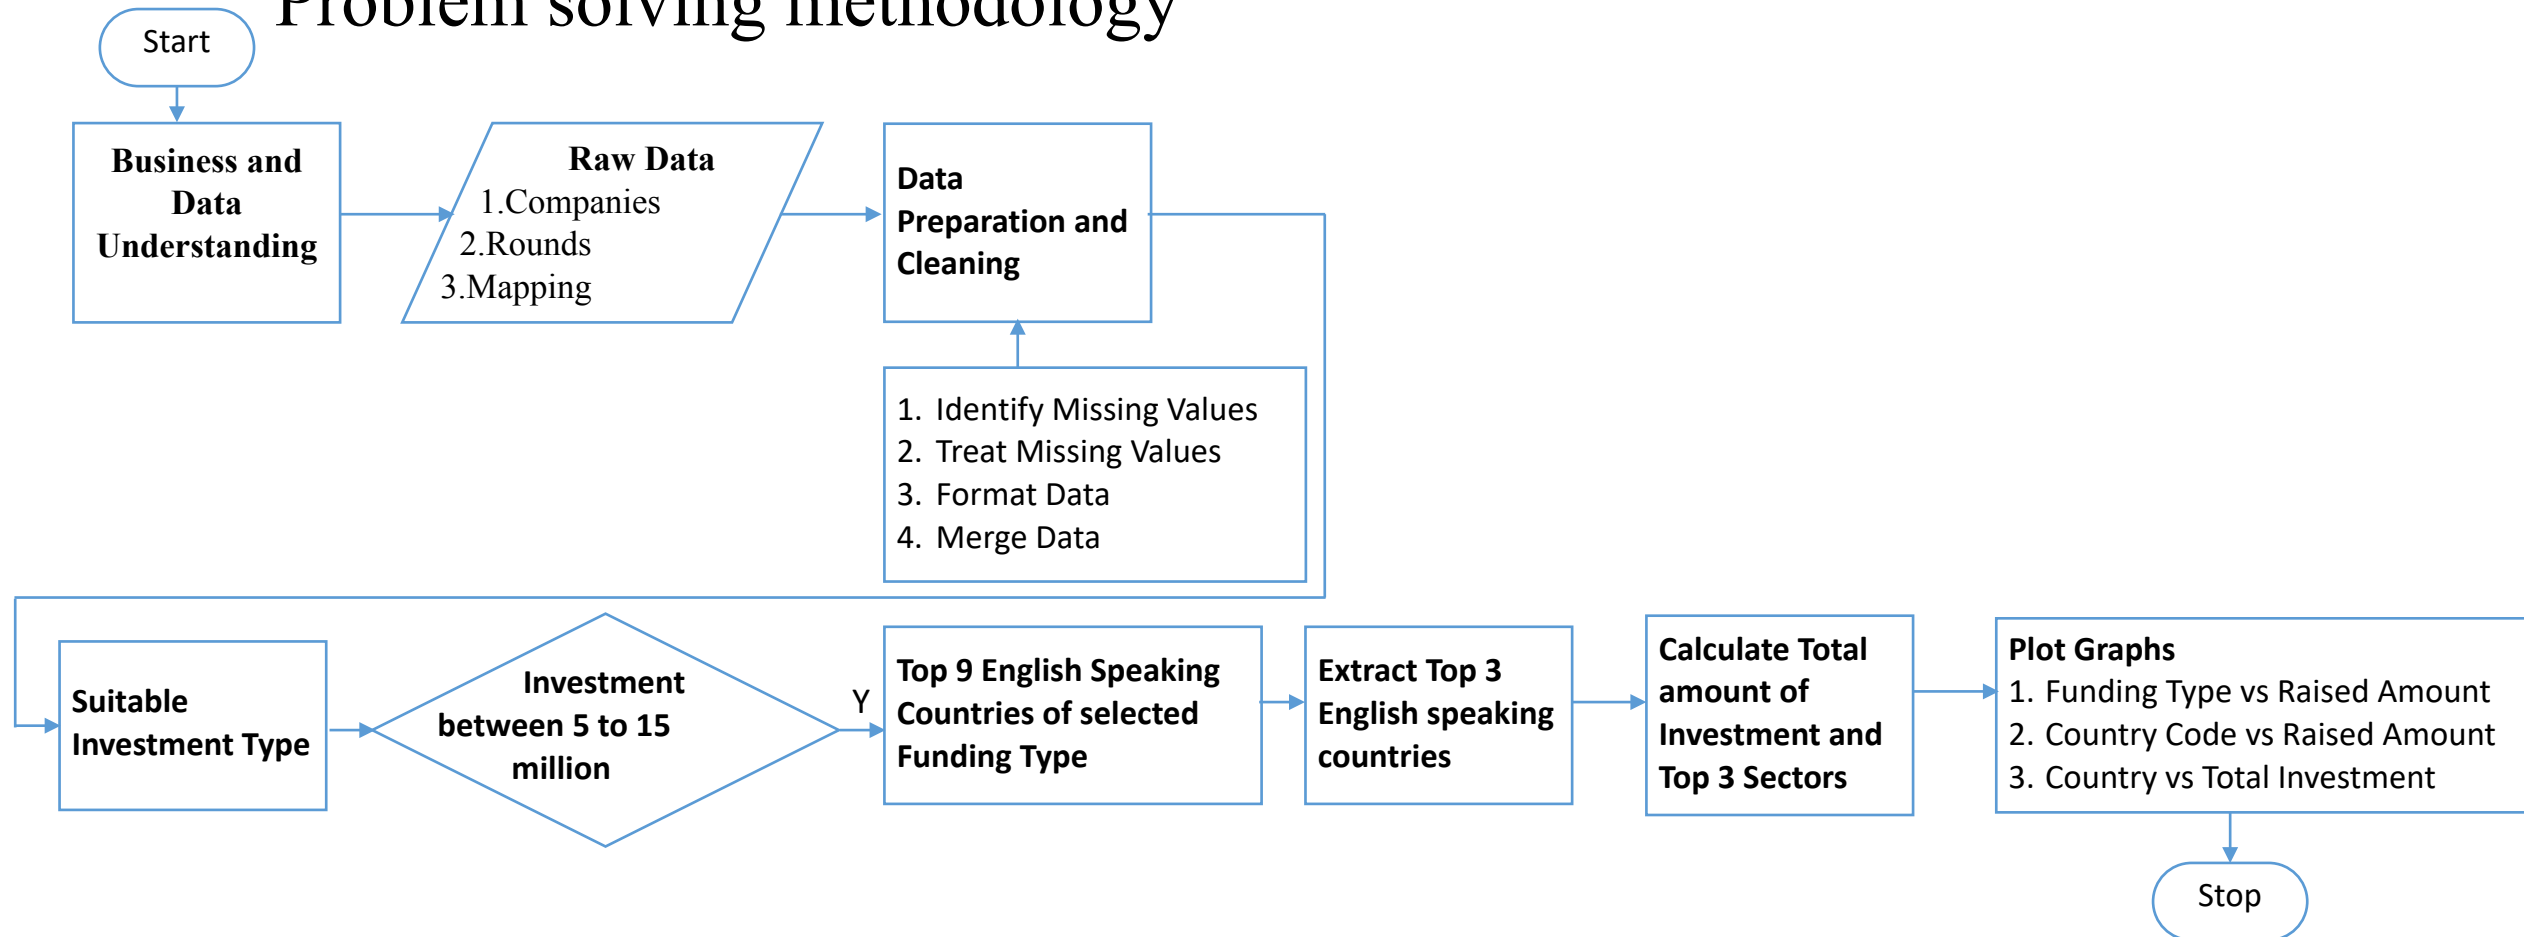 Problem solving methodology
Start
Business and
Data
Understanding
Raw Data
1.Companies
2.Rounds
3.Mapping
Data
Preparation and
Cleaning
1. Identify Missing Values
2. Treat Missing Values
3. Format Data
4. Merge Data
Suitable
Investment Type
Investment
between 5 to 15
million
Y
Top 9 English Speaking
Countries of selected
Funding Type
Extract Top 3
English speaking
countries
Calculate Total
amount of
Investment and
Top 3 Sectors
Plot Graphs
1. Funding Type vs Raised Amount
2. Country Code vs Raised Amount
3. Country vs Total Investment
Stop